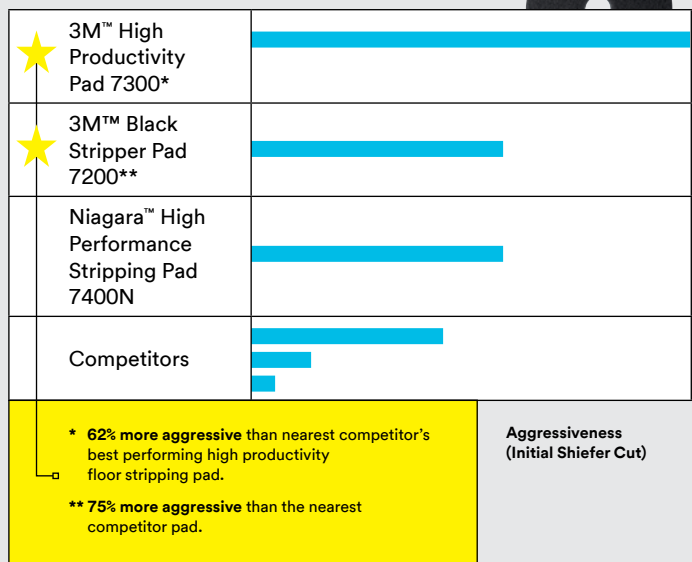 3M™ High
Productivity
Pad 7300*
3M™ Black
Stripper Pad
7200**
Niagara™ High
Performance
Stripping Pad
7400N
Competitors
* 62% more aggressive than nearest competitor's
best performing high productivity
floor stripping pad.
** 75% more aggressive than the nearest
competitor pad.
Aggressiveness
(Initial Shiefer Cut)